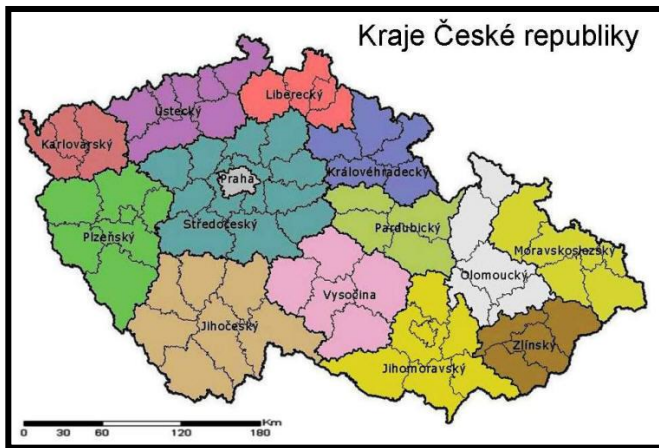 Kraje České republiky
Liberecký
Ústecký
Karlovarský
Královéhradecký
Praha
Středočeský
Pardubický
Plzeňský
Moravskoslezský
Olomoucký
Vysočina
Jihočeský
Zlínský
Jihomoravský
Km
0 30 60 120 180